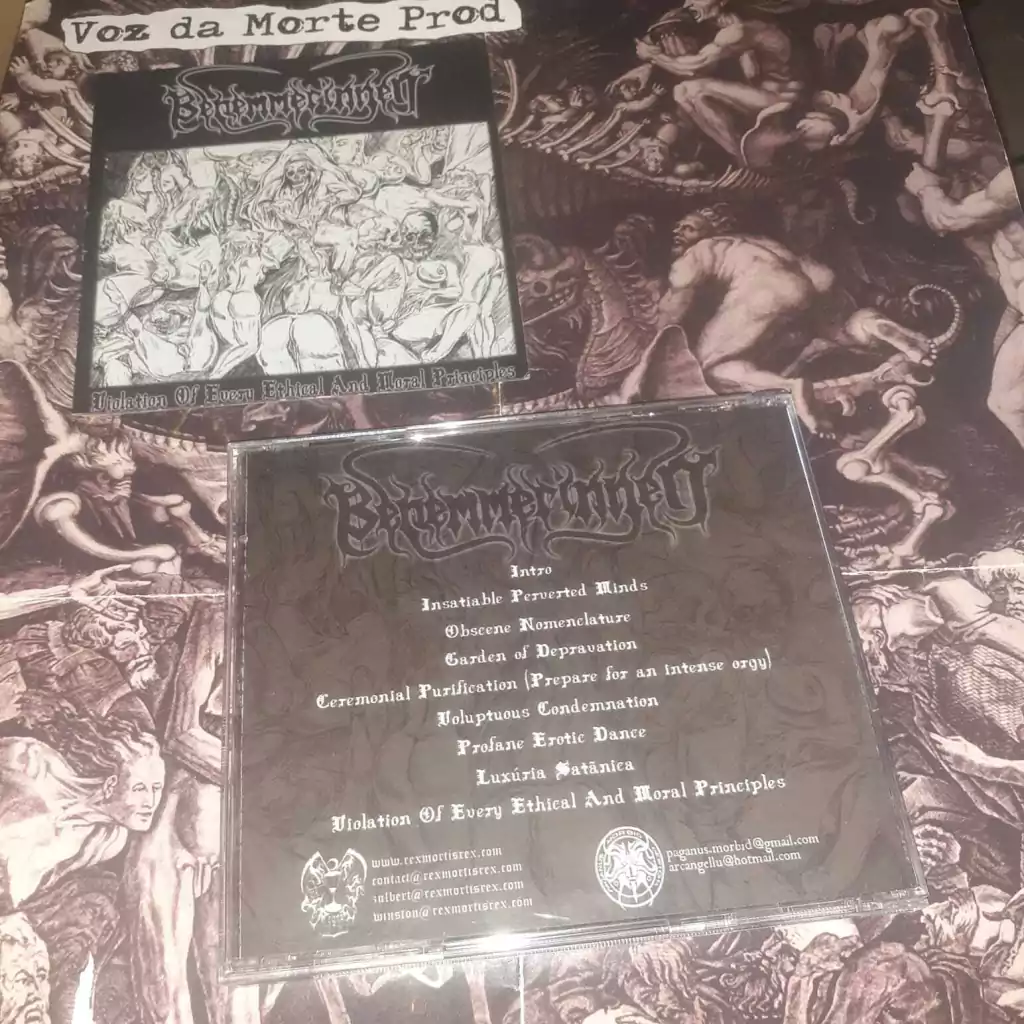 Voz da Morte Prod
Behemmerinnen
Violation Of Every Ethical And Moral Principles
Intro
Insatiable Perverted Minds
Obscene Nomenclature
Garden of Depravation
Ceremonial Purification (Prepare for an intense orgy)
Voluptuous Condemnation
Profane Erotic Dance
Luxúria Satânica
Violation Of Every Ethical And Moral Principles
www.rexmortisrex.com
contact@rexmortisrex.com
winston@rexmortisrex.com
paganus.morbid@gmail.com
arcangellu@hotmail.com